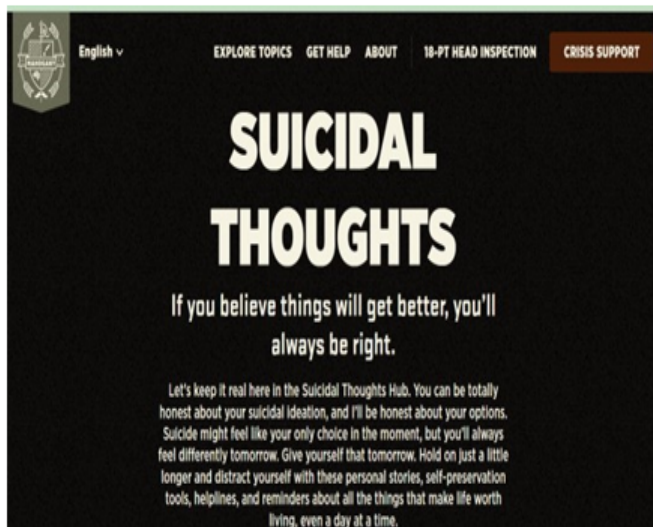 English
EXPLORE TOPICS GET HELP ABOUT 18-PT HEAD INSPECTION CRISIS SUPPORT
SUICIDAL
THOUGHTS
If you believe things will get better, you'll
always be right.
Let's keep it real here in the Suicidal Thoughts Hub. You can be totally
honest about your suicidal ideation, and I'll be honest about your options.
Suicide might feel like your only choice in the moment, but you'll always
feel differently tomorrow. Give yourself that tomorrow. Hold on just a little
longer and distract yourself with these personal stories, self-preservation
tools, helplines, and reminders about all the things that make life worth
living, even a day at a time.